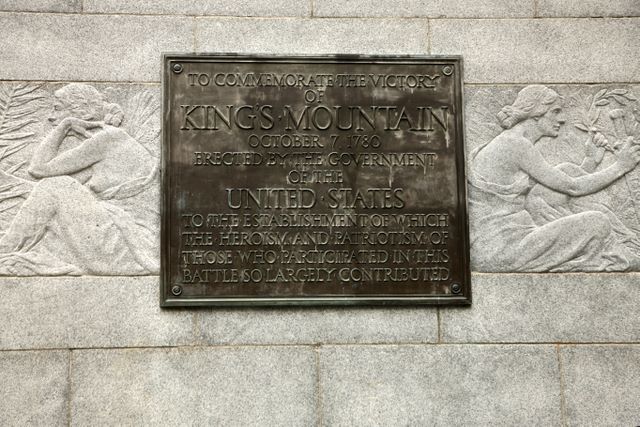 TO COMMEMORATE THE VICTORY
OF
KING'S MOUNTAIN
OCTOBER 7, 1780
ERECTED BY THE GOVERNMENT
OF THE
UNITED STATES
TO THE ESTABLISHMENT OF WHICH
THE HEROISM AND PATRIOTISM OF
THOSE WHO PARTICIPATED IN THIS
BATTLE SO LARGELY CONTRIBUTED